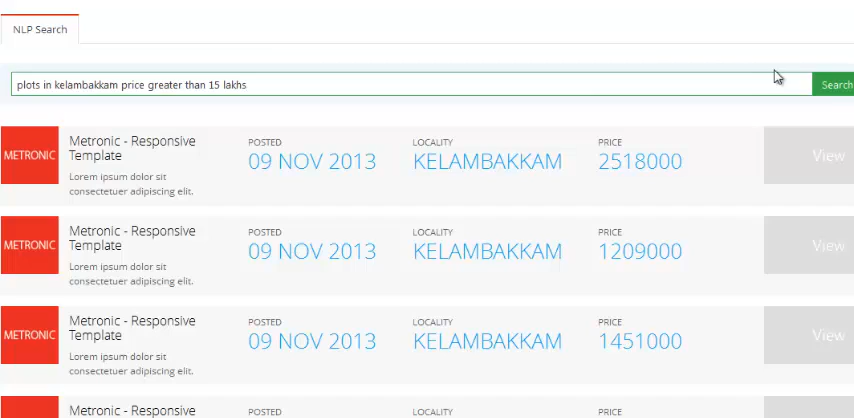 NLP Search
plots in kelambakkam price greater than 15 lakhs
Search
METRONIC
Metronic - Responsive
Template
Lorem ipsum dolor sit
consectetuer adipiscing elit.
POSTED
09 NOV 2013
LOCALITY
KELAMBAKKAM
PRICE
2518000
View
METRONIC
Metronic - Responsive
Template
Lorem ipsum dolor sit
consectetuer adipiscing elit.
POSTED
09 NOV 2013
LOCALITY
KELAMBAKKAM
PRICE
1209000
View
METRONIC
Metronic - Responsive
Template
Lorem ipsum dolor sit
consectetuer adipiscing elit.
POSTED
09 NOV 2013
LOCALITY
KELAMBAKKAM
PRICE
1451000
View
Metronic - Responsive
POSTED
LOCALITY
PRICE